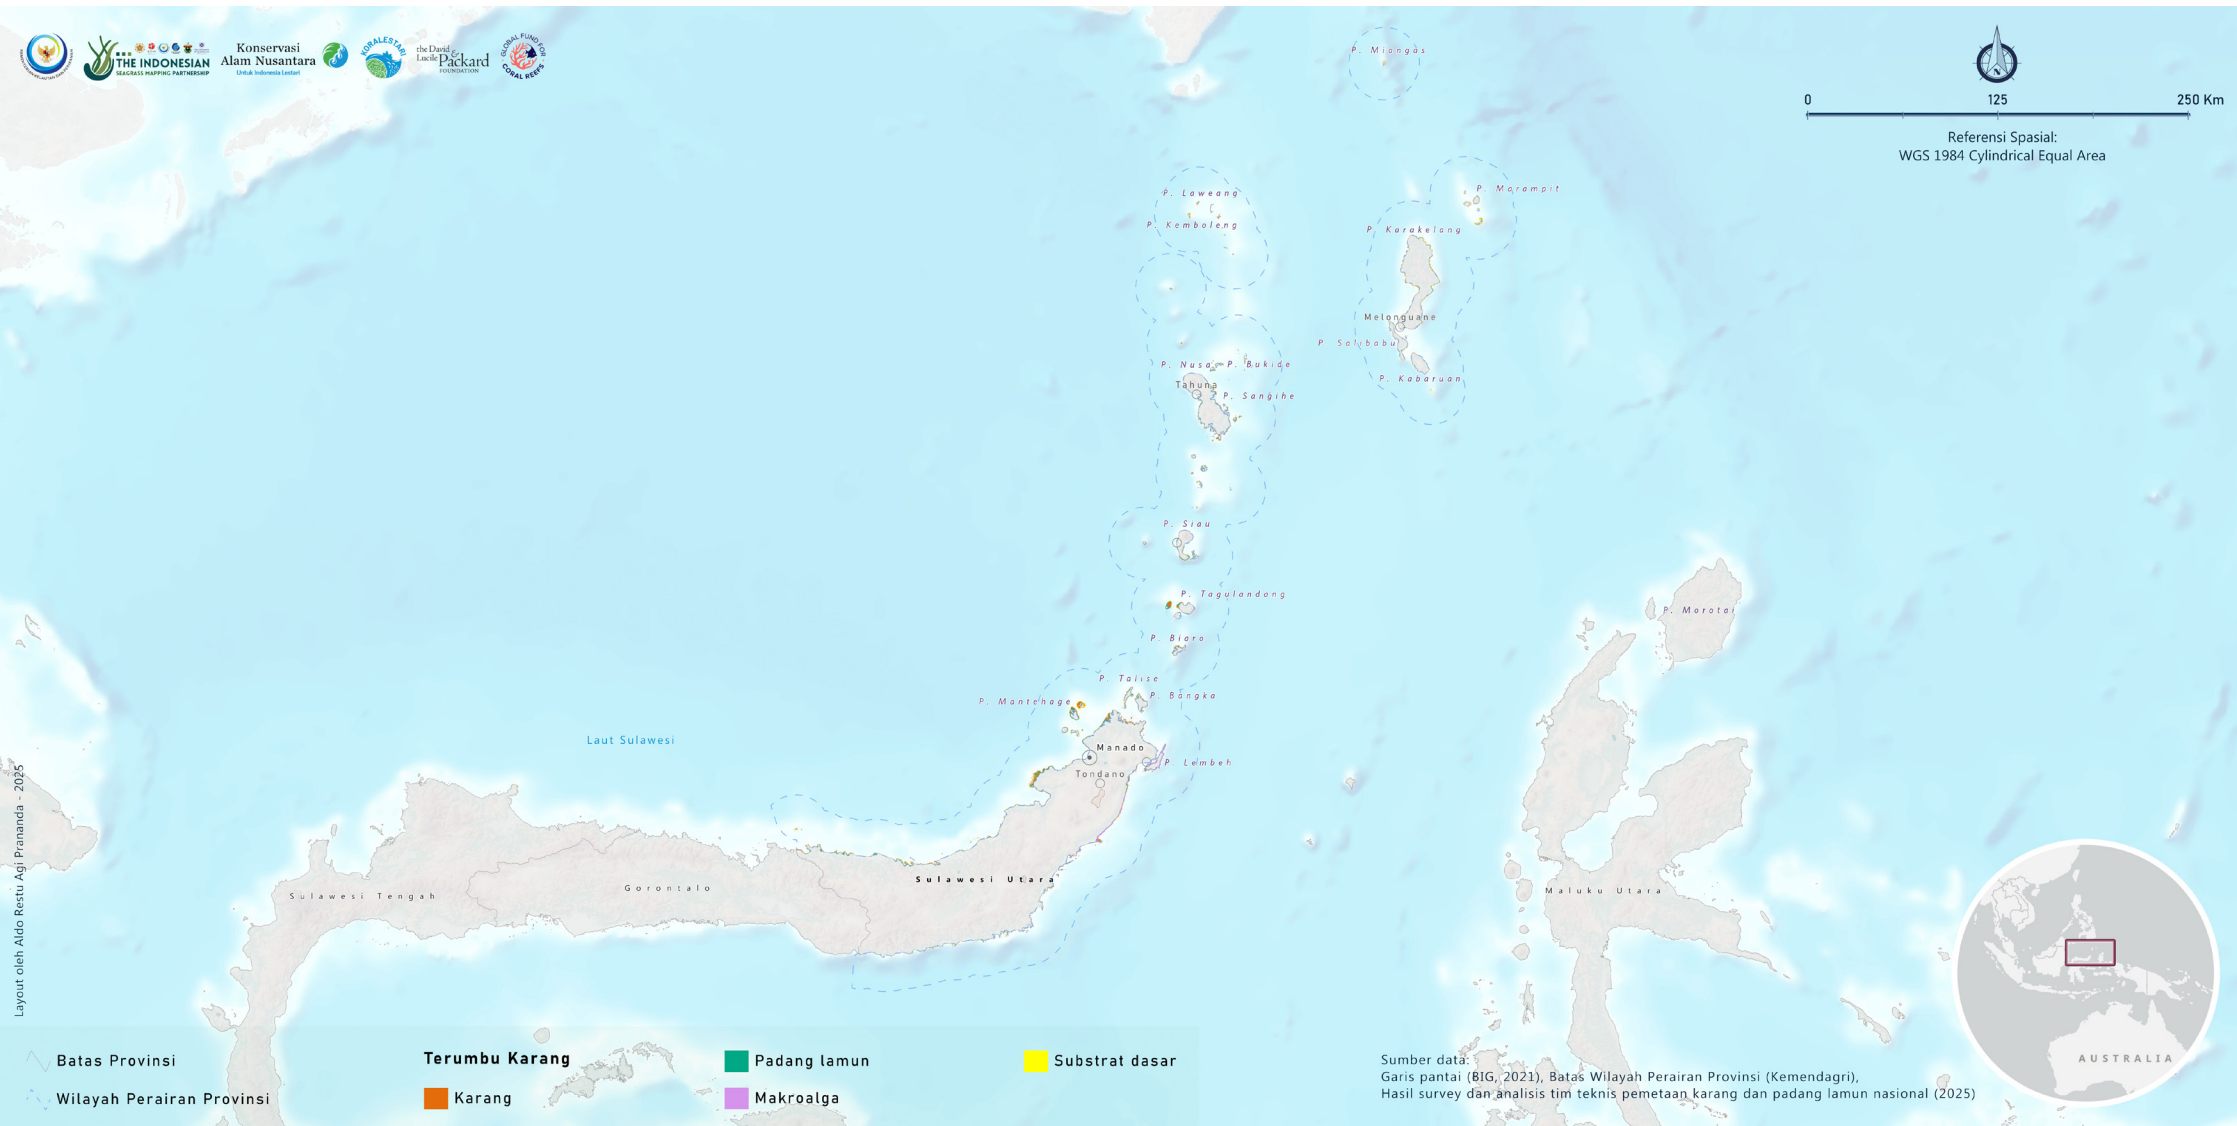 THE INDONESIAN
SEAGRASS MAPPING PARTNERSHIP
Konservasi
Alam Nusantara
Untuk Indonesia Lestari
KORALESTARI
the David
& Lucile Packard
FOUNDATION
GLOBAL FUND FOR
CORAL REEFS
N
0 125 250 Km
Referensi Spasial:
WGS 1984 Cylindrical Equal Area
P. Miangas
P. Laweang
P. Marampit
P. Kemboleng
P. Karakelang
Melonguane
P. Salibabu
P. Nusa
P. Bukide
P. Kabaruan
Tahuna
P. Sangihe
P. Siau
P. Tagulandang
P. Morotai
P. Biaro
P. Talise
P. Mantehage
P. Bangka
Laut Sulawesi
Manado
P. Lembeh
Tondano
Sulawesi Utara
Gorontalo
Sulawesi Tengah
Maluku Utara
Layout oleh Aldo Restu Agi Prananda - 2025
AUSTRALIA
Batas Provinsi
Wilayah Perairan Provinsi
Terumbu Karang
Karang
Padang lamun
Makroalga
Substrat dasar
Sumber data:
Garis pantai (BIG, 2021), Batas Wilayah Perairan Provinsi (Kemendagri),
Hasil survey dan analisis tim teknis pemetaan karang dan padang lamun nasional (2025)